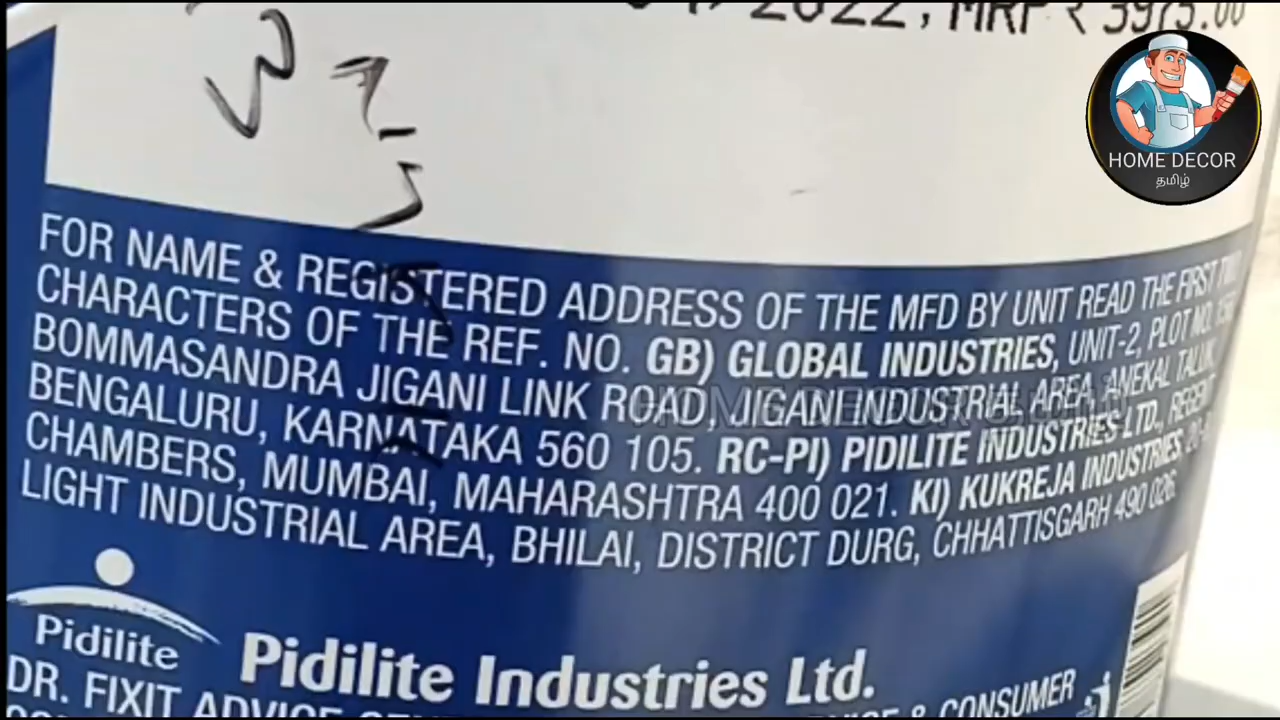 2022, MRP ₹ 3975.00
HOME DECOR
தமிழ்
FOR NAME & REGISTERED ADDRESS OF THE MFD BY UNIT READ THE FIRST
CHARACTERS OF THE REF. NO. GB) GLOBAL INDUSTRIES, UNIT-2, PLOT NO.
BOMMASANDRA JIGANI LINK ROAD, JIGANI INDUSTRIAL AREA, ANEKAL TALUK,
BENGALURU, KARNATAKA 560 105. RC-PI) PIDILITE INDUSTRIES LTD., REGENT
CHAMBERS, MUMBAI, MAHARASHTRA 400 021. KI) KUKREJA INDUSTRIES,
LIGHT INDUSTRIAL AREA, BHILAI, DISTRICT DURG, CHHATTISGARH 490 026.
HOME DECOR தமிழ்
Pidilite
Pidilite Industries Ltd.
DR. FIXIT ADVICE
& CONSUMER